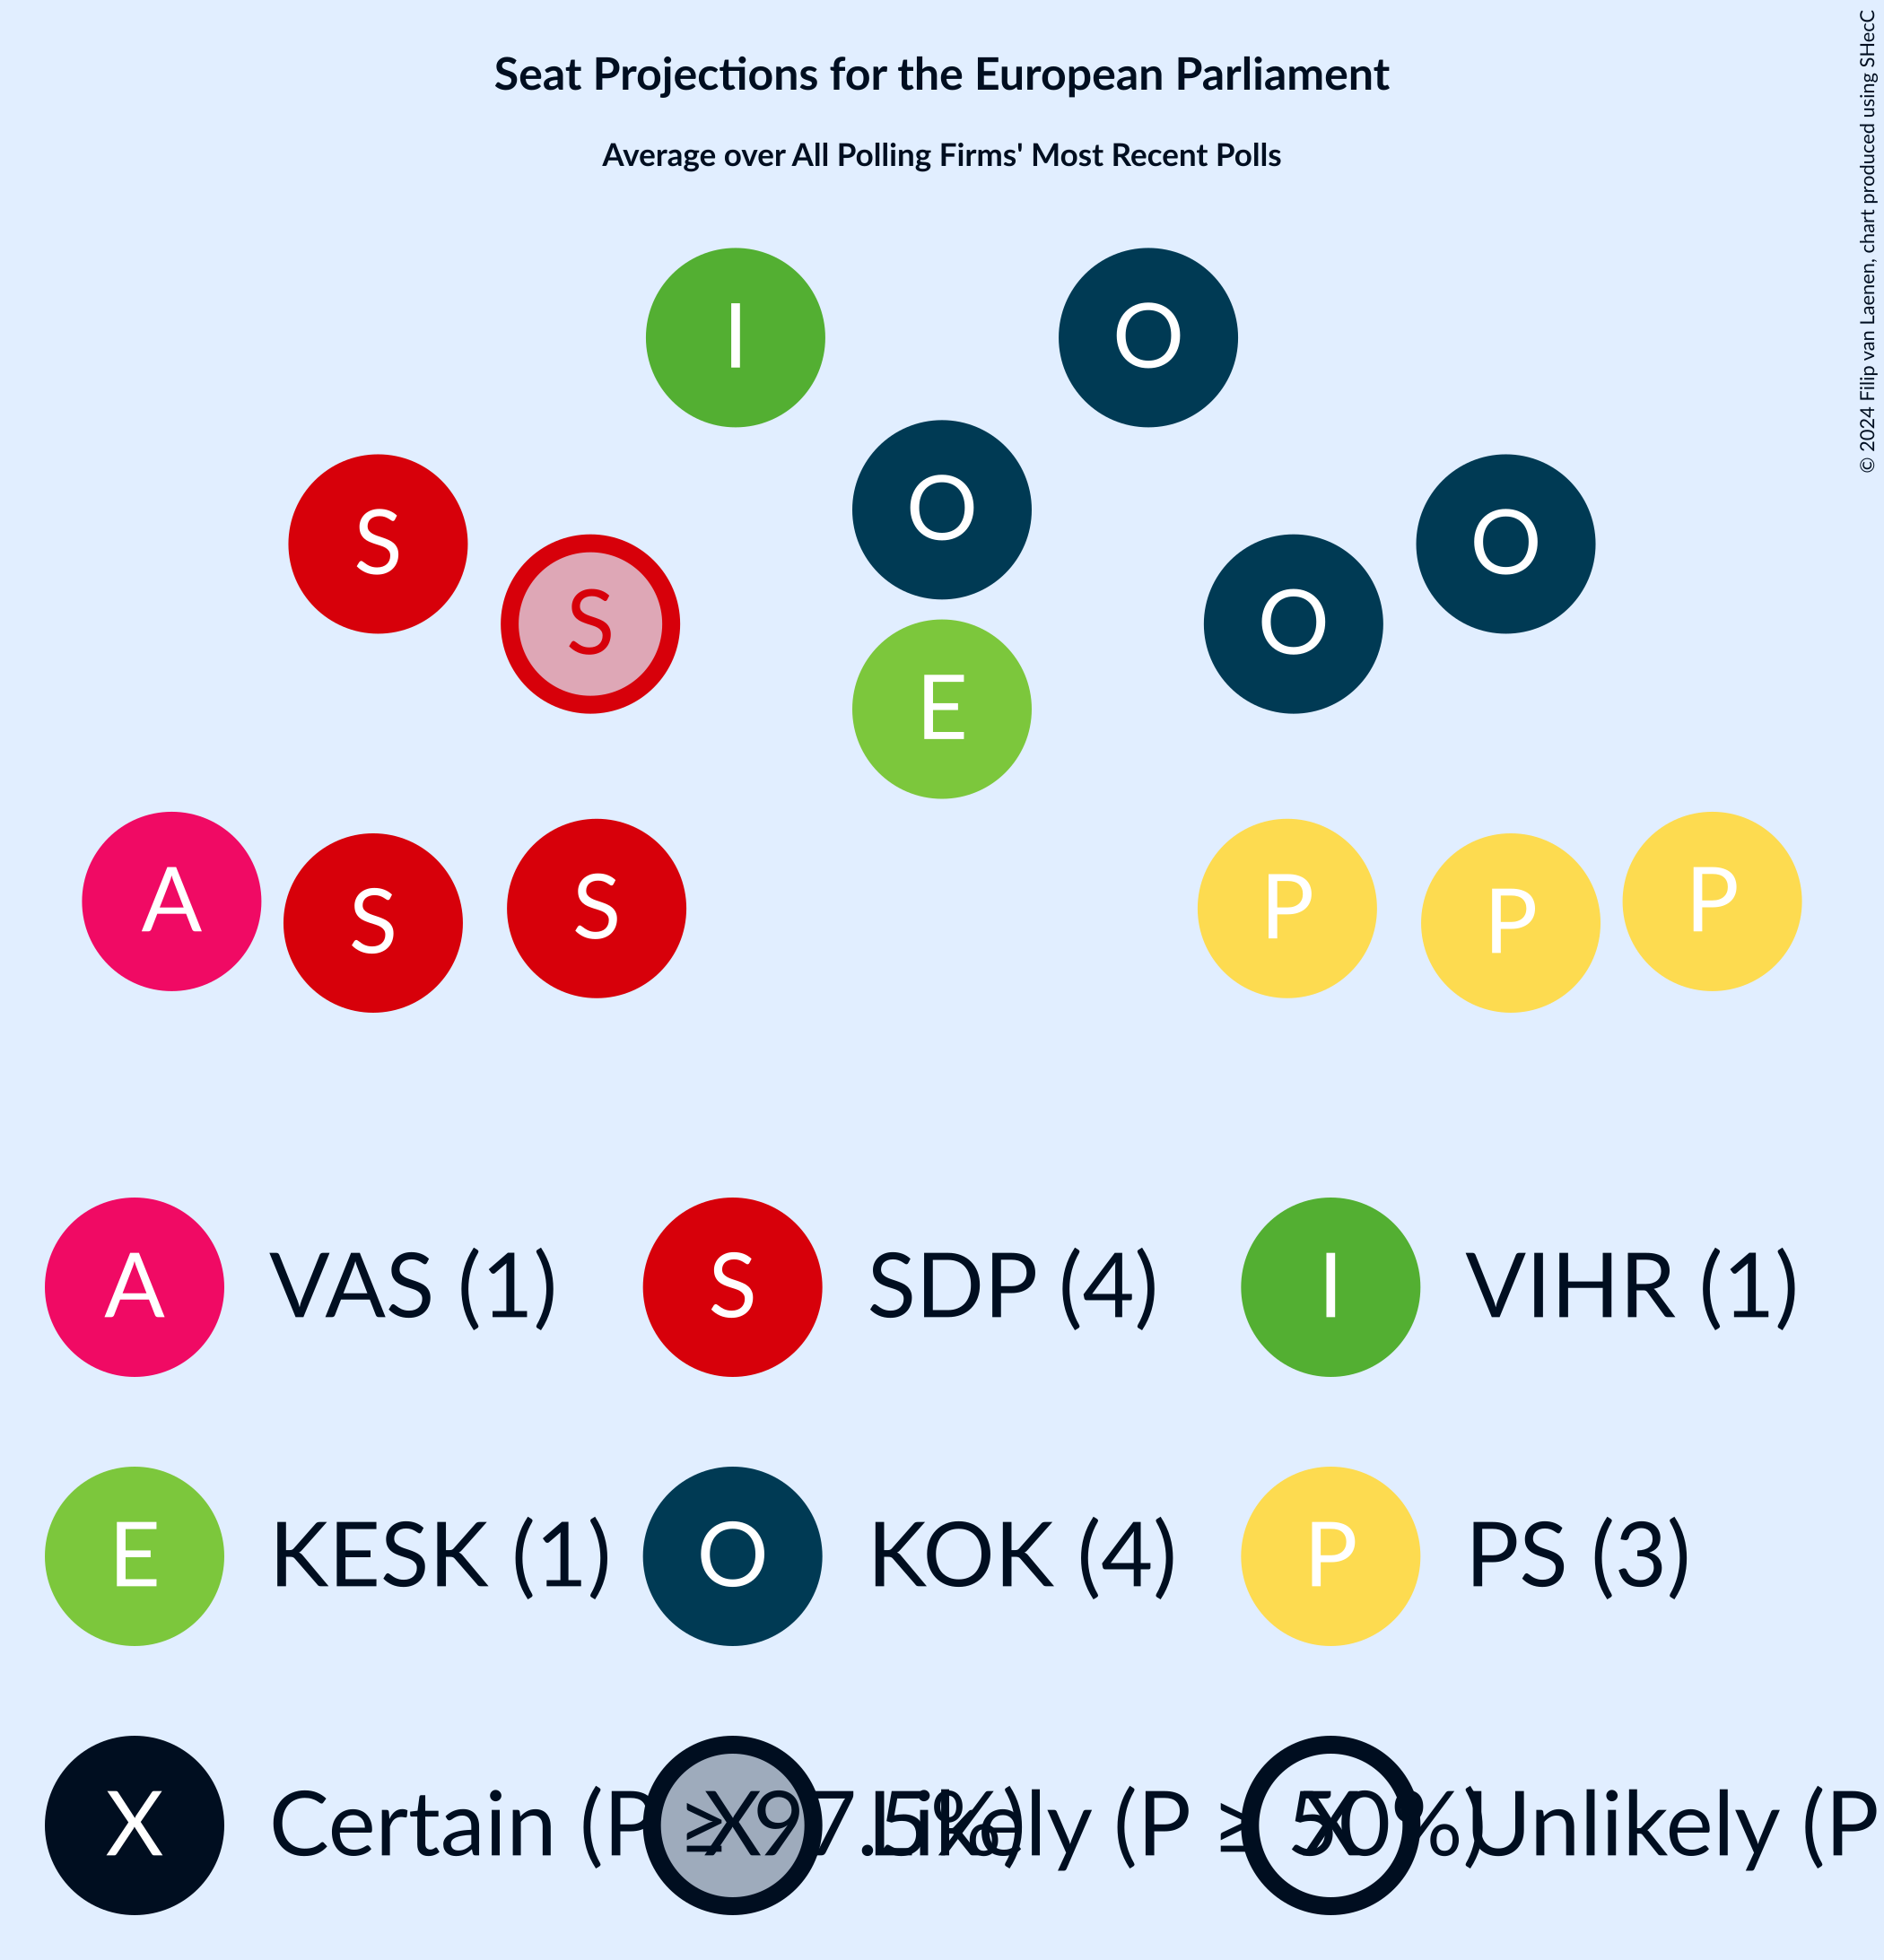 Seat Projections for the European Parliament
Average over All Polling Firms' Most Recent Polls
© 2024 Filip van Laenen, chart produced using SHecC
I O
O
S O
S O
E
A P
S S P P
A VAS (1) S SDP (4) I VIHR (1)
E KESK (1) O KOK (4) P PS (3)
X Certain (P ≥ 97.5%) X Likely (P ≥ 50%) X Unlikely (P